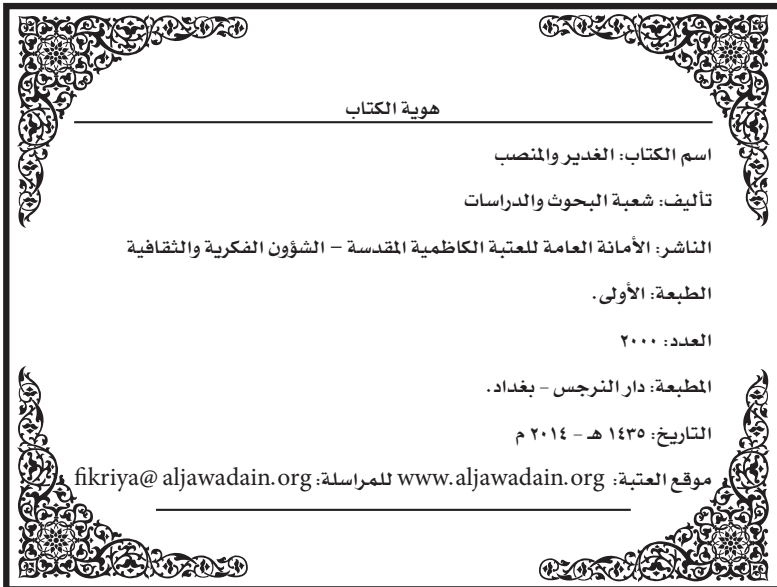 هوية الكتاب
اسم الكتاب: الغدير والمنصب
تأليف: شعبة البحوث والدراسات
الناشر: الأمانة العامة للعتبة الكاظمية المقدسة – الشؤون الفكرية والثقافية
الطبعة: الأولى.
العدد: ٢٠٠٠
المطبعة: دار النرجس – بغداد.
التاريخ: ١٤٣٥ هـ – ٢٠١٤ م
موقع العتبة: www.aljawadain.org للمراسلة: fikriya@ aljawadain.org